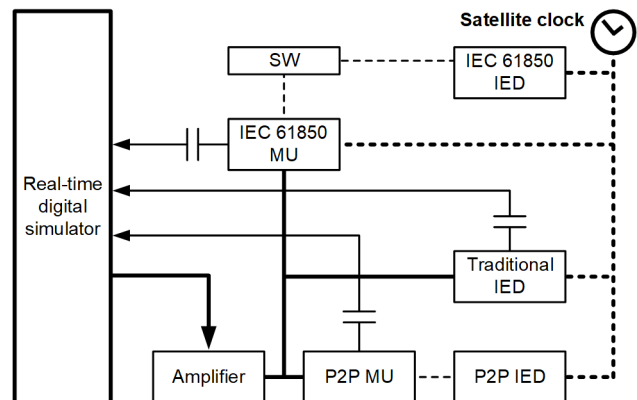 Satellite clock
SW
IEC 61850
IED
IEC 61850
MU
Real-time
digital
simulator
Traditional
IED
Amplifier
P2P MU
P2P IED